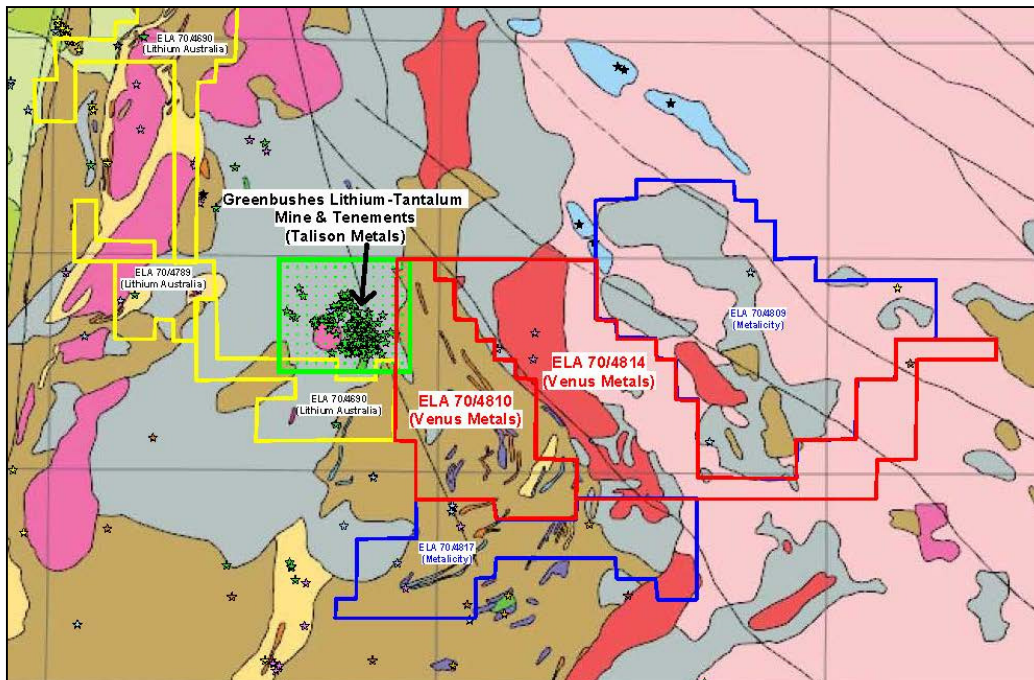 ELA 70/4690
(Lithium Australia)
Greenbushes Lithium-Tantalum
Mine & Tenements
(Talison Metals)
ELA 70/4789
(Lithium Australia)
ELA 70/4809
(Metalicity)
ELA 70/4814
(Venus Metals)
ELA 70/4810
(Venus Metals)
ELA 70/4690
(Lithium Australia)
ELA 70/4817
(Metalicity)